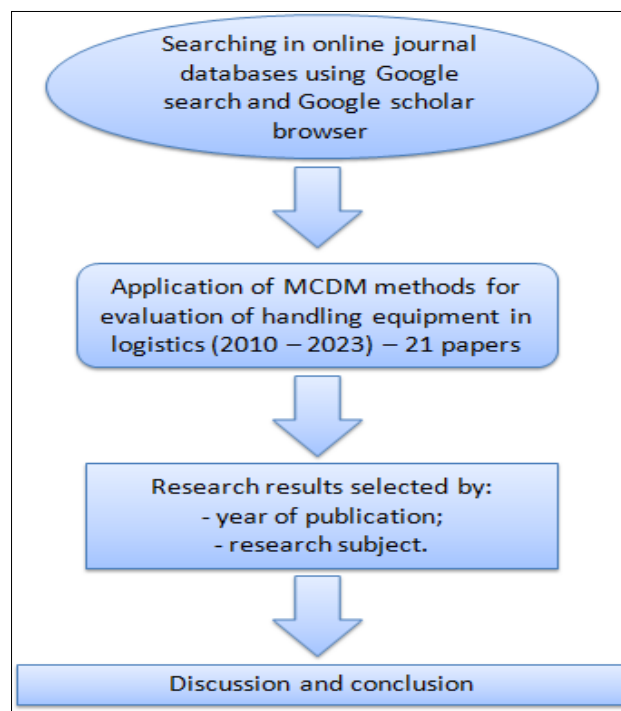 Searching in online journal
databases using Google
search and Google scholar
browser
Application of MCDM methods for
evaluation of handling equipment in
logistics (2010 – 2023) – 21 papers
Research results selected by:
- year of publication;
- research subject.
Discussion and conclusion